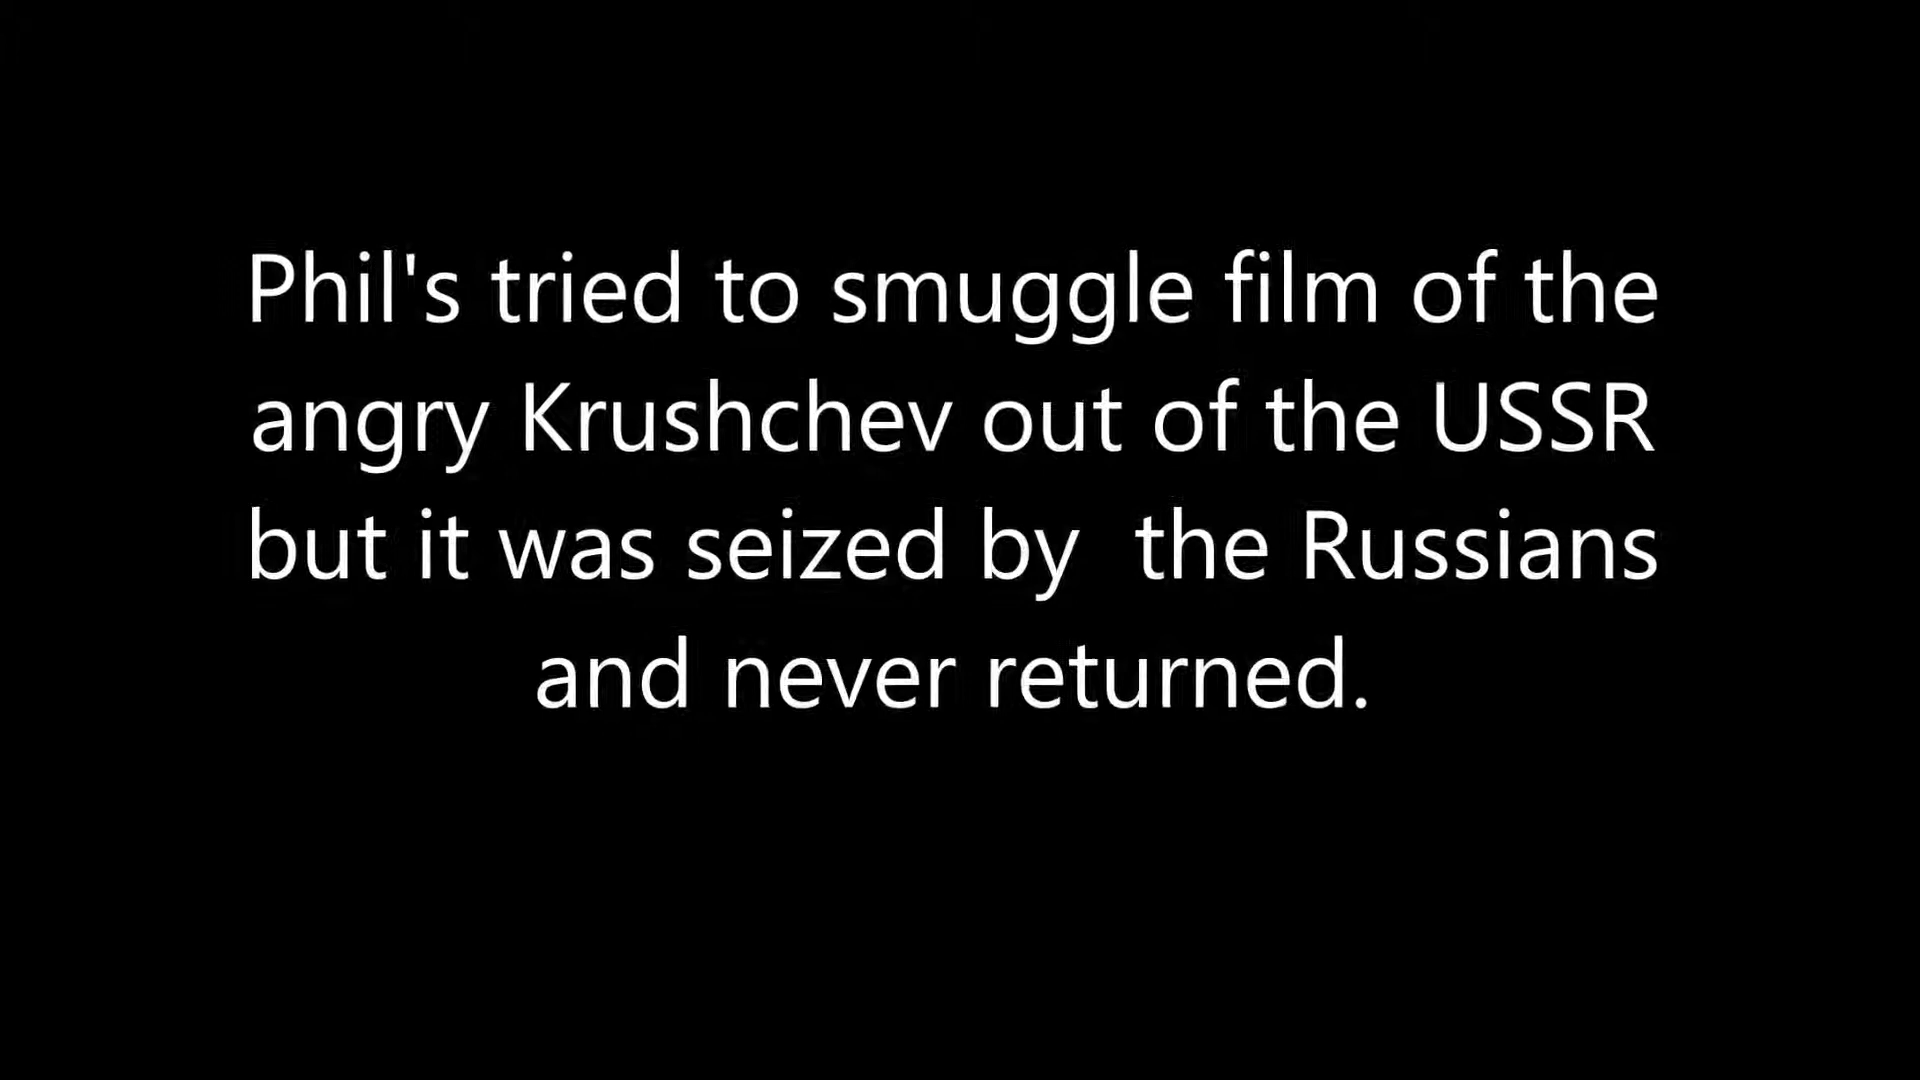 Phil's tried to smuggle film of the
angry Krushchev out of the USSR
but it was seized by  the Russians
and never returned.